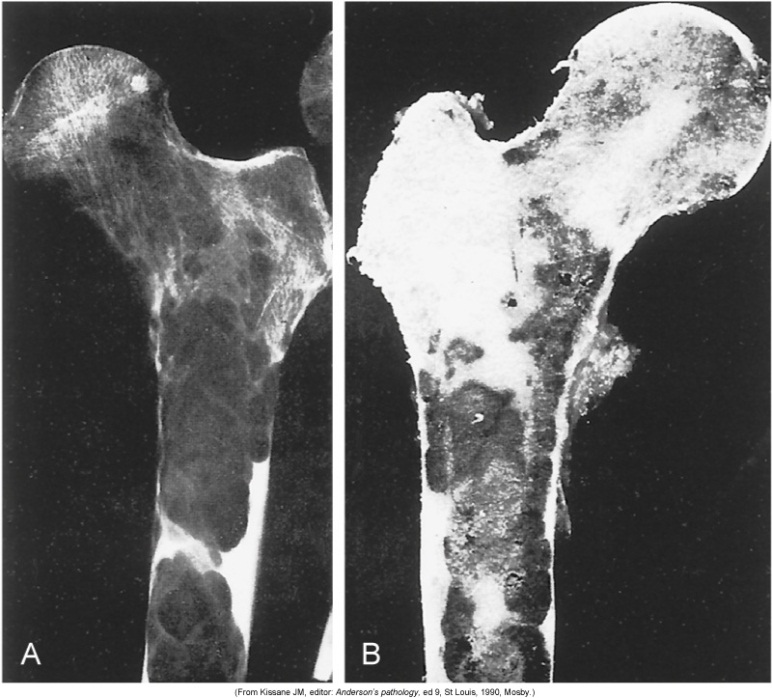 A
B
(From Kissane JM, editor: Anderson's pathology, ed 9, St Louis, 1990, Mosby.)